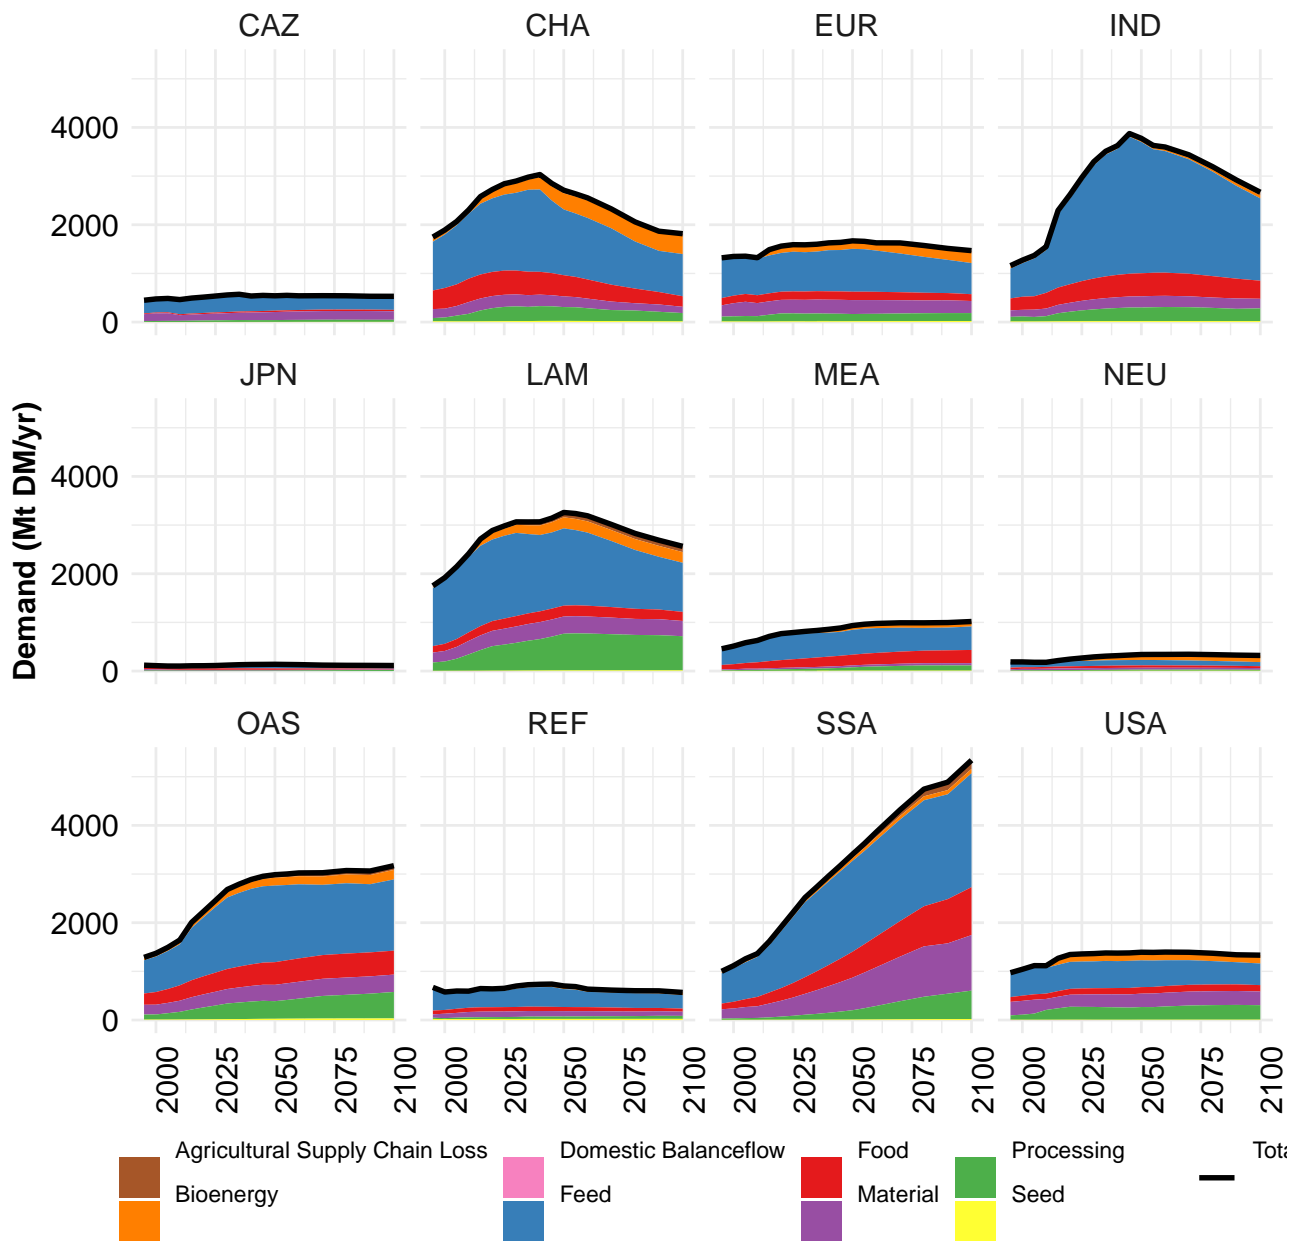 CAZ CHA EUR IND
4000
2000
0
JPN LAM MEA NEU
Demand (Mt DM/yr)
4000
2000
0
OAS REF SSA USA
4000
2000
0
2000 2025 2050 2075 2100 2000 2025 2050 2075 2100 2000 2025 2050 2075 2100 2000 2025 2050 2075 2100
Agricultural Supply Chain Loss Domestic Balanceflow Food Processing
Bioenergy Feed Material Seed